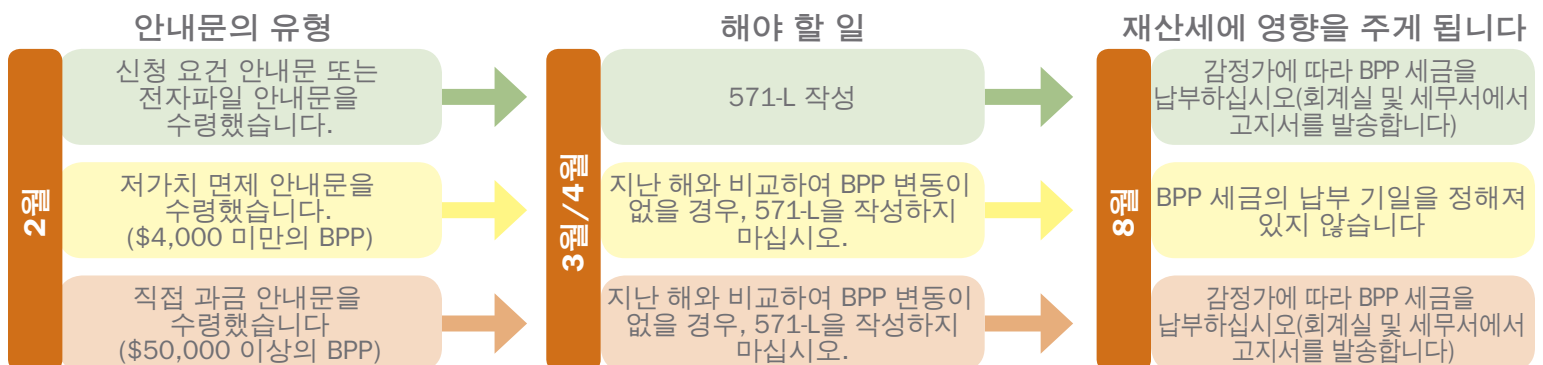 안내문의 유형
해야 할 일
재산세에 영향을 주게 됩니다
2월
신청 요건 안내문 또는
전자파일 안내문을
수령했습니다.
저가치 면제 안내문을
수령했습니다.
($4,000 미만의 BPP)
직접 과금 안내문을
수령했습니다
($50,000 이상의 BPP)
3월/4월
571-L 작성
지난 해와 비교하여 BPP 변동이
없을 경우, 571-L을 작성하지
마십시오.
지난 해와 비교하여 BPP 변동이
없을 경우, 571-L을 작성하지
마십시오.
8월
감정가에 따라 BPP 세금을
납부하십시오(회계실 및 세무서에서
고지서를 발송합니다)
BPP 세금의 납부 기일을 정해져
있지 않습니다
감정가에 따라 BPP 세금을
납부하십시오(회계실 및 세무서에서
고지서를 발송합니다)